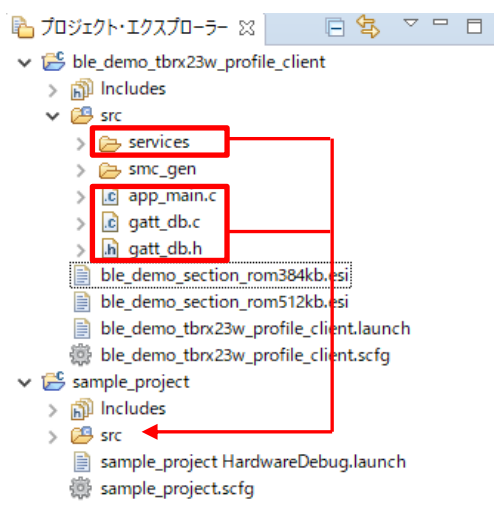 プロジェクト・エクスプローラー
ble_demo_tbrx23w_profile_client
Includes
src
services
smc_gen
app_main.c
gatt_db.c
gatt_db.h
ble_demo_section_rom384kb.esi
ble_demo_section_rom512kb.esi
ble_demo_tbrx23w_profile_client.launch
ble_demo_tbrx23w_profile_client.scfg
sample_project
Includes
src
sample_project HardwareDebug.launch
sample_project.scfg